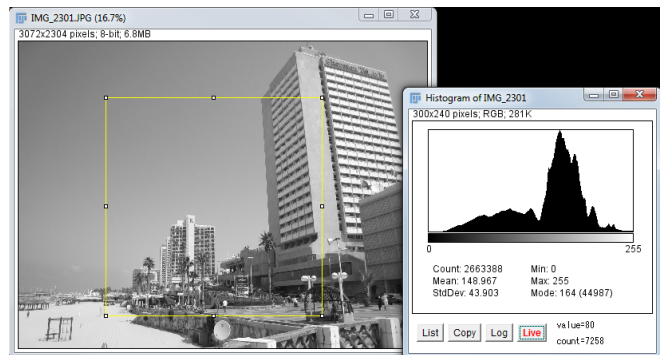 IMG_2301.JPG (16.7%)
3072x2304 pixels; 8-bit; 6.8MB
Histogram of IMG_2301
300x240 pixels; RGB; 281K
0 255
Count: 2663388 Min: 0
Mean: 148.967 Max: 255
StdDev: 43.903 Mode: 164 (44987)
List Copy Log Live value=80
count=7258